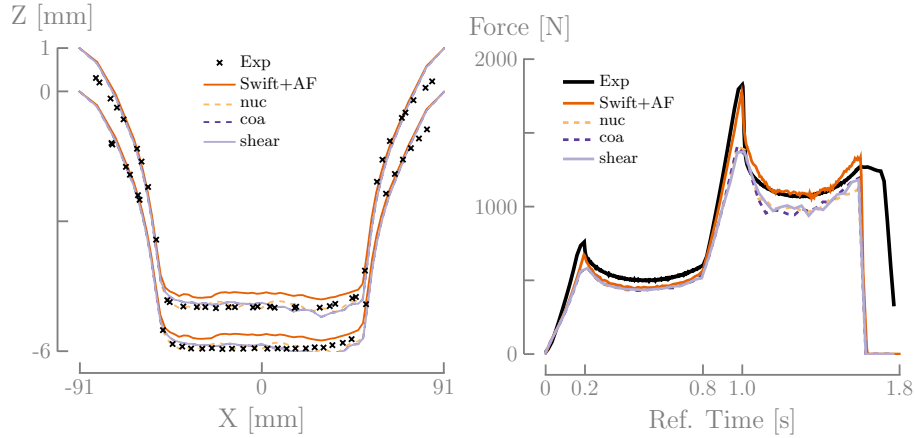 Z [mm]
1
0
-6
-91
0
91
X [mm]
Exp
Swift+AF
nuc
coa
shear
Force [N]
2000
1000
0
0
0.2
0.8
1.0
1.8
Ref. Time [s]
Exp
Swift+AF
nuc
coa
shear